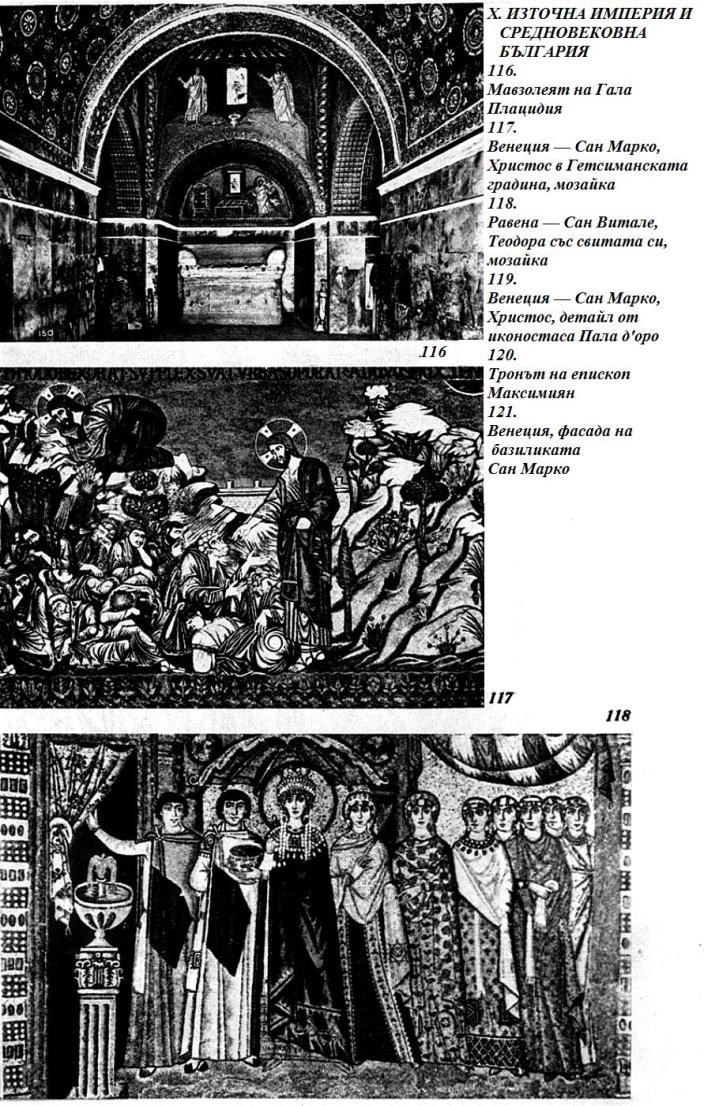 X. ИЗТОЧНА ИМПЕРИЯ И
СРЕДНОВЕКОВНА
БЪЛГАРИЯ
116.
Мавзолеят на Гала
Плацидия
117.
Венеция — Сан Марко,
Христос в Гетсиманската
градина, мозайка
118.
Равена — Сан Витале,
Теодора със свитата си,
мозайка
119.
Венеция — Сан Марко,
Христос, детайл от
иконостаса Пала д'оро
120.
Тронът на епископ
Максимиян
121.
Венеция, фасада на
базиликата
Сан Марко
150
116
117
118